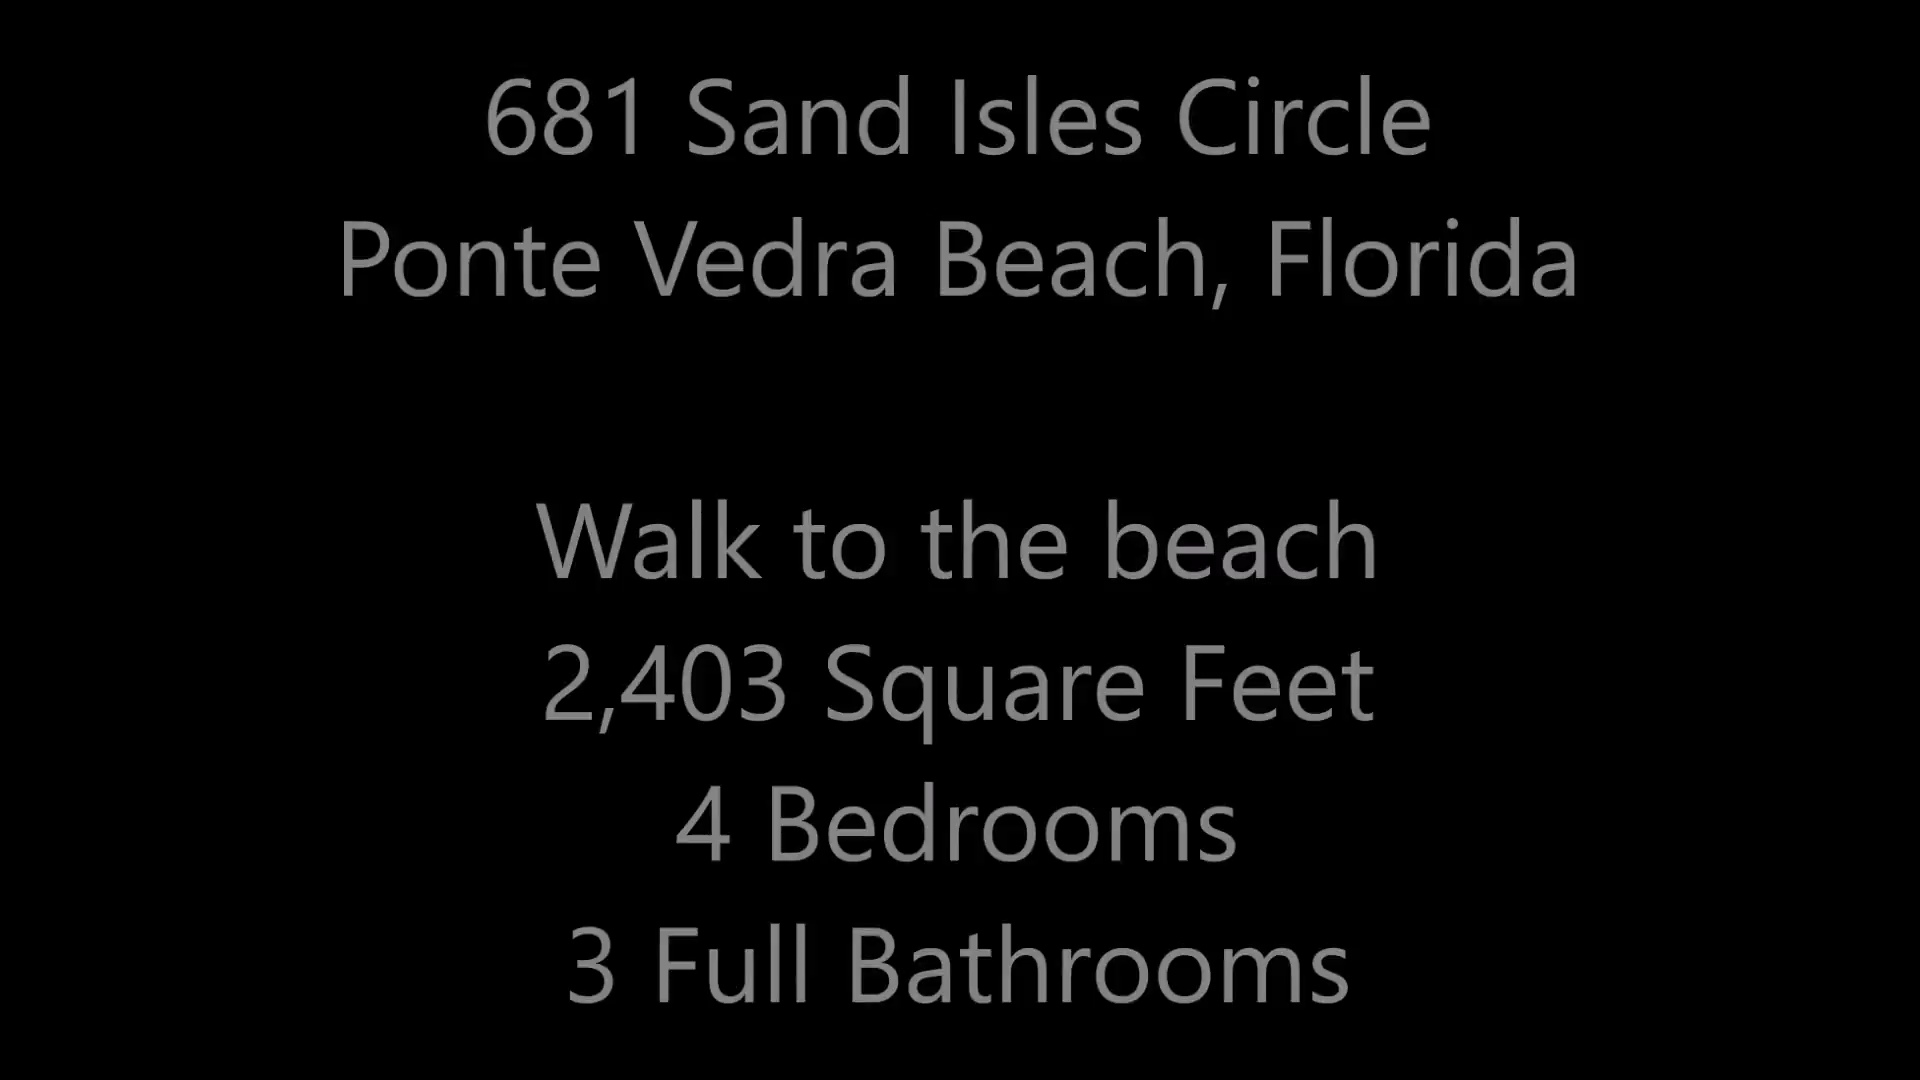 681 Sand Isles Circle
Ponte Vedra Beach, Florida
Walk to the beach
2,403 Square Feet
4 Bedrooms
3 Full Bathrooms